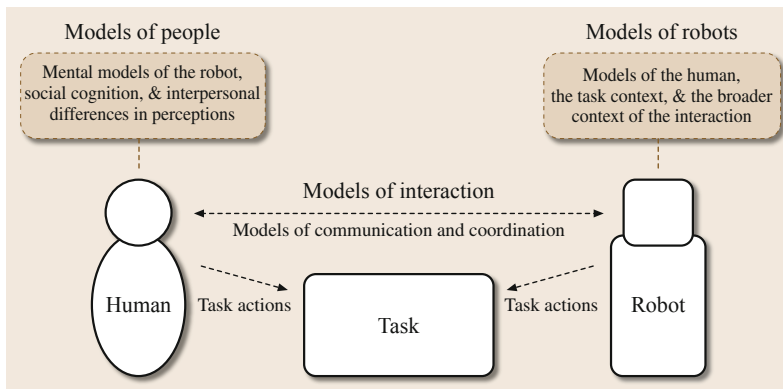 Models of people
Mental models of the robot,
social cognition, & interpersonal
differences in perceptions
Models of robots
Models of the human,
the task context, & the broader
context of the interaction
Models of interaction
Models of communication and coordination
Human
Task actions
Task
Task actions
Robot